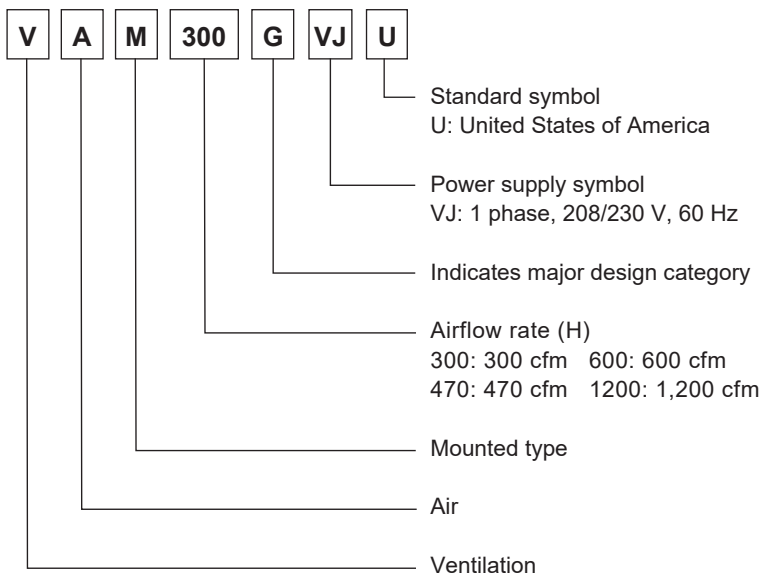 V A M 300 G VJ U
Standard symbol
U: United States of America
Power supply symbol
VJ: 1 phase, 208/230 V, 60 Hz
Indicates major design category
Airflow rate (H)
300: 300 cfm 600: 600 cfm
470: 470 cfm 1200: 1,200 cfm
Mounted type
Air
Ventilation